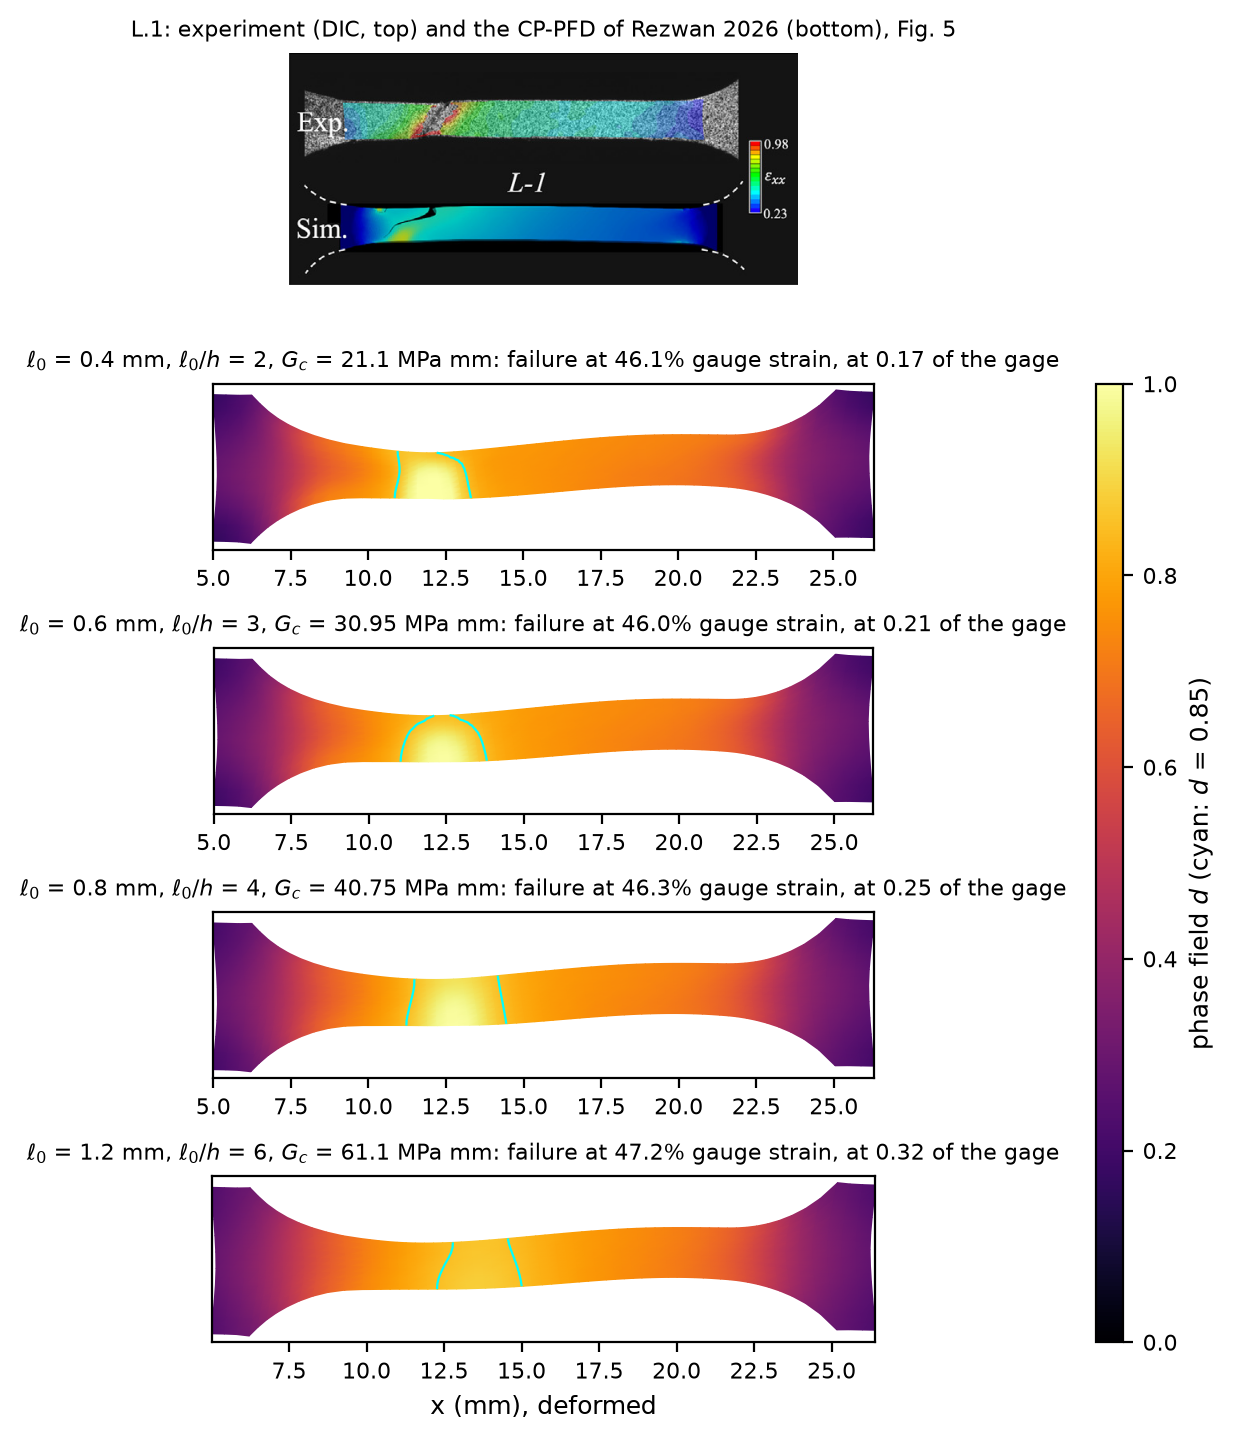 L.1: experiment (DIC, top) and the CP-PFD of Rezwan 2026 (bottom), Fig. 5
Exp.
0.98
εxx
0.23
L-1
Sim.
ℓ₀ = 0.4 mm, ℓ₀/h = 2, G_c = 21.1 MPa mm: failure at 46.1% gauge strain, at 0.17 of the gage
5.0 7.5 10.0 12.5 15.0 17.5 20.0 22.5 25.0
ℓ₀ = 0.6 mm, ℓ₀/h = 3, G_c = 30.95 MPa mm: failure at 46.0% gauge strain, at 0.21 of the gage
5.0 7.5 10.0 12.5 15.0 17.5 20.0 22.5 25.0
ℓ₀ = 0.8 mm, ℓ₀/h = 4, G_c = 40.75 MPa mm: failure at 46.3% gauge strain, at 0.25 of the gage
5.0 7.5 10.0 12.5 15.0 17.5 20.0 22.5 25.0
ℓ₀ = 1.2 mm, ℓ₀/h = 6, G_c = 61.1 MPa mm: failure at 47.2% gauge strain, at 0.32 of the gage
7.5 10.0 12.5 15.0 17.5 20.0 22.5 25.0
x (mm), deformed
1.0
0.8
0.6
0.4
0.2
0.0
phase field d (cyan: d = 0.85)